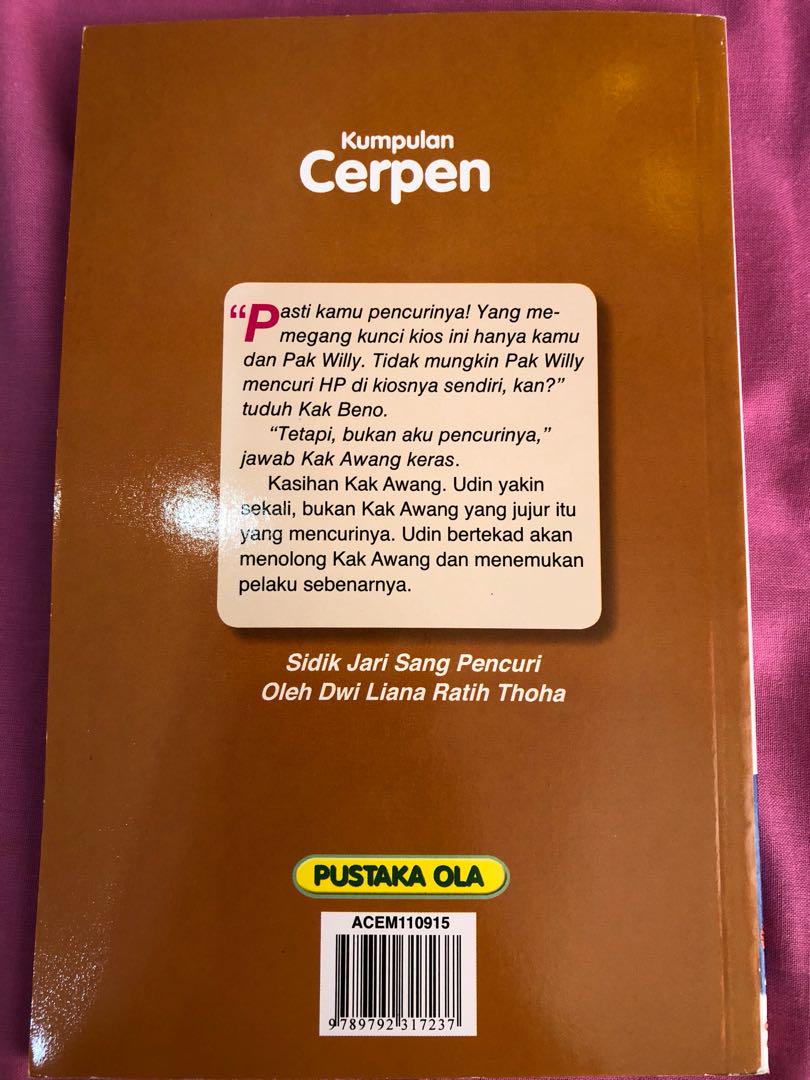 Kumpulan
Cerpen
“Pasti kamu pencurinya! Yang me-
megang kunci kios ini hanya kamu
dan Pak Willy. Tidak mungkin Pak Willy
mencuri HP di kiosnya sendiri, kan?”
tuduh Kak Beno.
“Tetapi, bukan aku pencurinya,”
jawab Kak Awang keras.
Kasihan Kak Awang. Udin yakin
sekali, bukan Kak Awang yang jujur itu
yang mencurinya. Udin bertekad akan
menolong Kak Awang dan menemukan
pelaku sebenarnya.
Sidik Jari Sang Pencuri
Oleh Dwi Liana Ratih Thoha
PUSTAKA OLA
ACEM110915
9 789792 317237